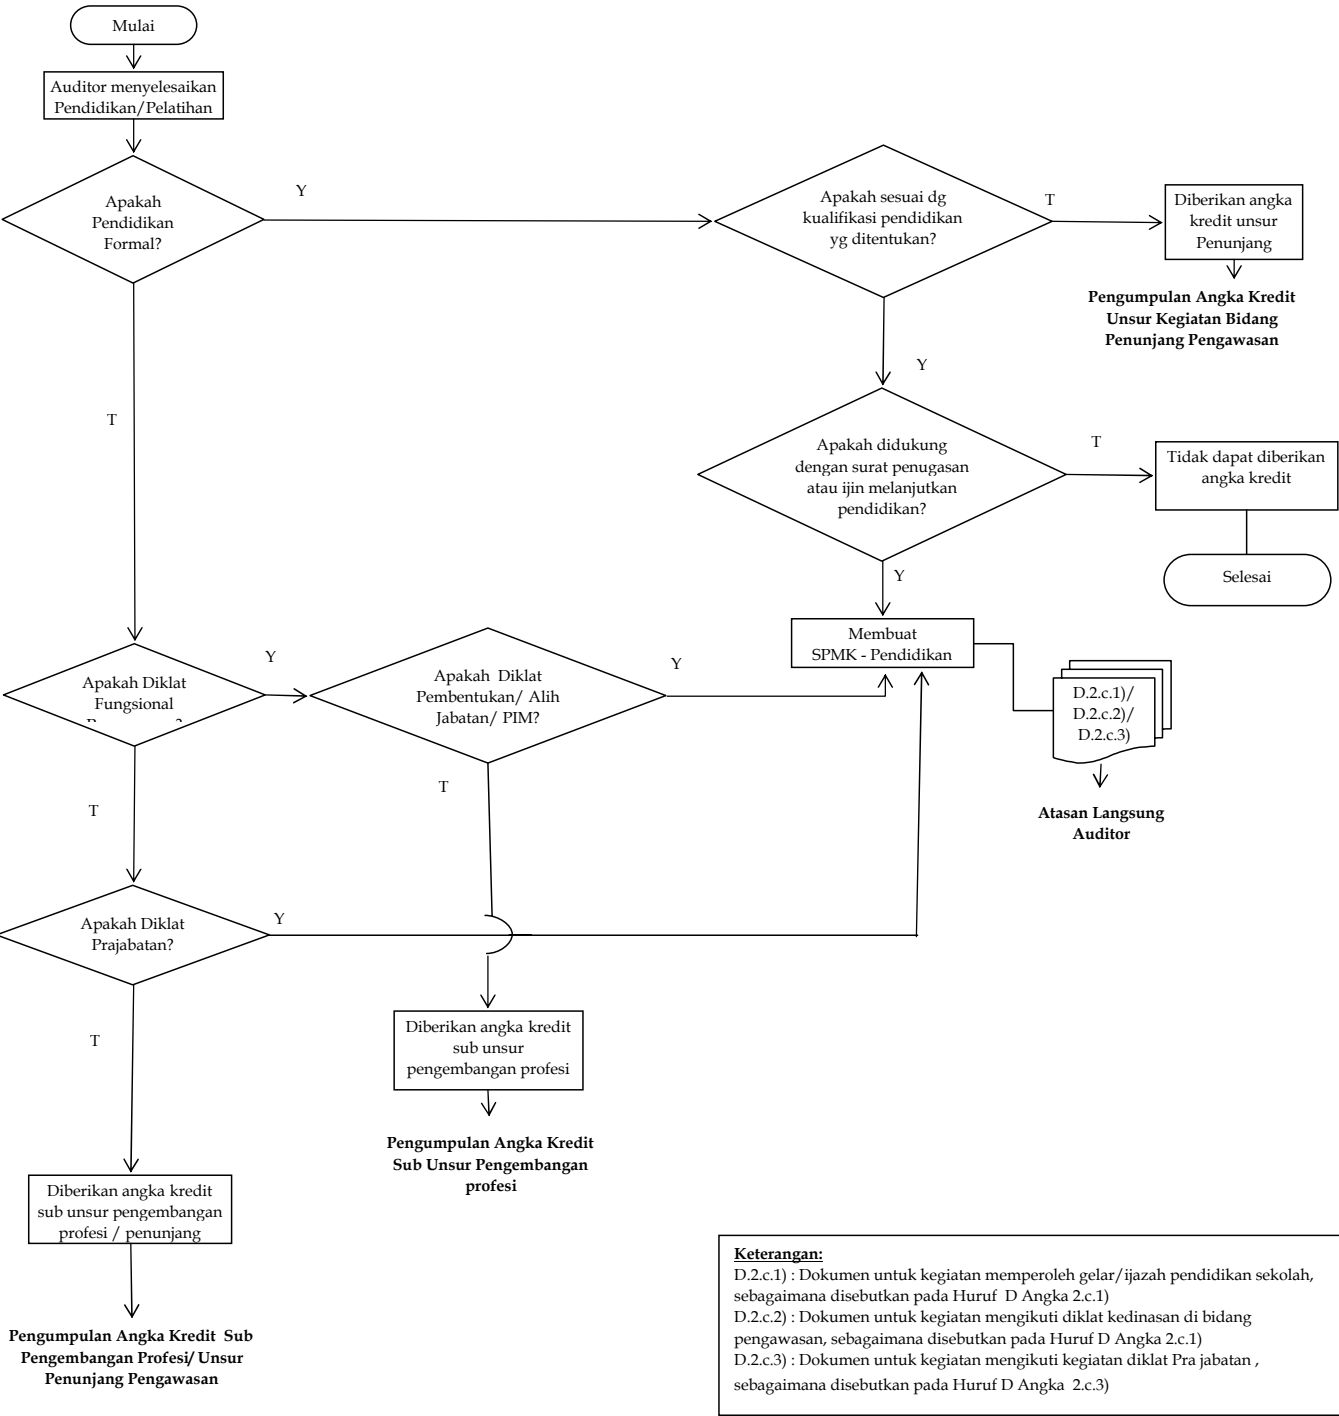 Mulai
Auditor menyelesaikan
Pendidikan/Pelatihan
Apakah
Pendidikan
Formal?
Y
Apakah sesuai dg
kualifikasi pendidikan
yg ditentukan?
T
Diberikan angka
kredit unsur
Penunjang
Pengumpulan Angka Kredit
Unsur Kegiatan Bidang
Penunjang Pengawasan
Y
T
Apakah didukung
dengan surat penugasan
atau ijin melanjutkan
pendidikan?
T
Tidak dapat diberikan
angka kredit
Selesai
Y
Membuat
SPMK - Pendidikan
Apakah Diklat
Fungsional
Y
Apakah Diklat
Pembentukan/ Alih
Jabatan/ PIM?
Y
D.2.c.1)/
D.2.c.2)/
D.2.c.3)
Atasan Langsung
Auditor
T
T
Apakah Diklat
Prajabatan?
Y
T
Diberikan angka kredit
sub unsur
pengembangan profesi
Pengumpulan Angka Kredit
Sub Unsur Pengembangan
profesi
Diberikan angka kredit
sub unsur pengembangan
profesi / penunjang
Pengumpulan Angka Kredit Sub
Pengembangan Profesi/ Unsur
Penunjang Pengawasan
Keterangan:
D.2.c.1) : Dokumen untuk kegiatan memperoleh gelar/ijazah pendidikan sekolah,
sebagaimana disebutkan pada Huruf D Angka 2.c.1)
D.2.c.2) : Dokumen untuk kegiatan mengikuti diklat kedinasan di bidang
pengawasan, sebagaimana disebutkan pada Huruf D Angka 2.c.1)
D.2.c.3) : Dokumen untuk kegiatan mengikuti kegiatan diklat Pra jabatan ,
sebagaimana disebutkan pada Huruf D Angka 2.c.3)